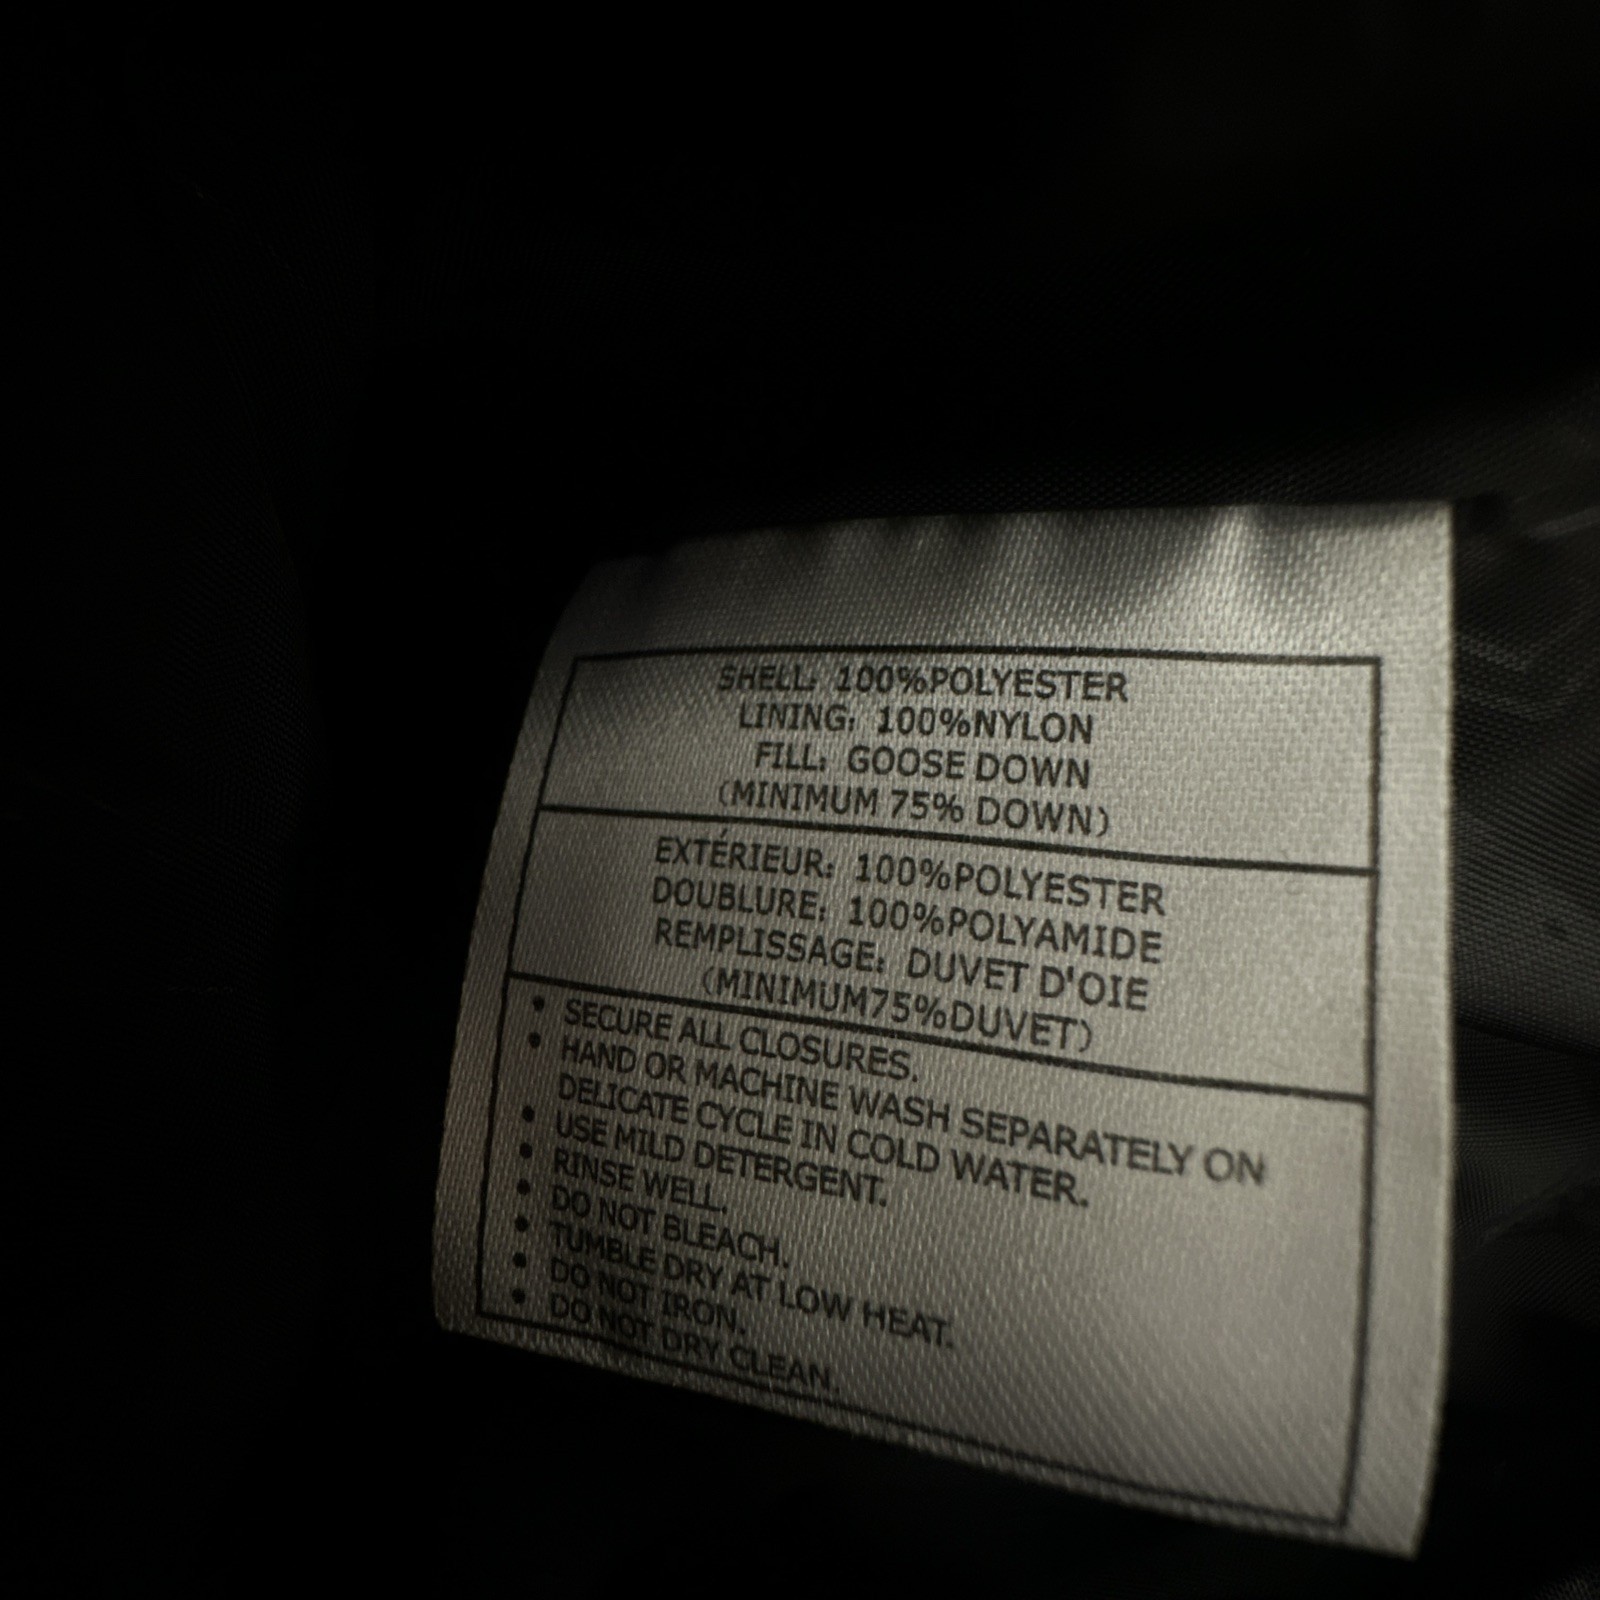 SHELL: 100%POLYESTER
LINING: 100%NYLON
FILL: GOOSE DOWN
(MINIMUM 75% DOWN)
EXTÉRIEUR: 100%POLYESTER
DOUBLURE: 100%POLYAMIDE
REMPLISSAGE: DUVET D'OIE
(MINIMUM75%DUVET)
• SECURE ALL CLOSURES.
• HAND OR MACHINE WASH SEPARATELY ON
DELICATE CYCLE IN COLD WATER.
• USE MILD DETERGENT.
• RINSE WELL.
• DO NOT BLEACH.
• TUMBLE DRY AT LOW HEAT.
• DO NOT IRON.
• DO NOT DRY CLEAN.